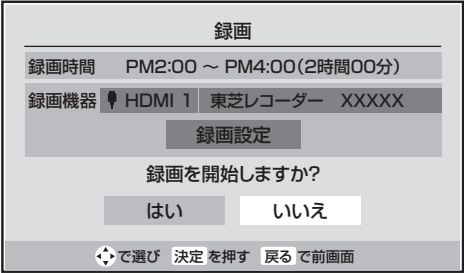 録画
録画時間 PM2:00 ～ PM4:00(2時間00分)
録画機器 HDMI 1 東芝レコーダー XXXXX
録画設定
録画を開始しますか?
はい いいえ
で選び 決定 を押す 戻る で前画面